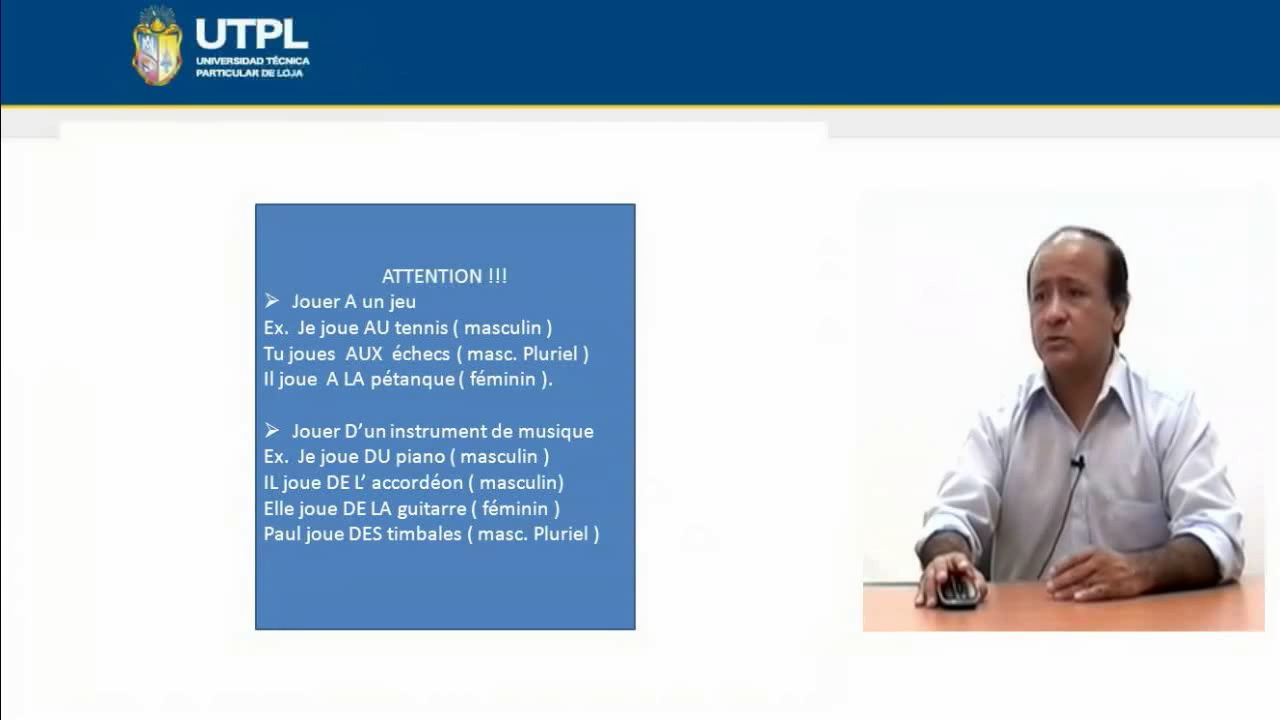 UTPL
UNIVERSIDAD TÉCNICA
PARTICULAR DE LOJA
ATTENTION !!!
➢ Jouer A un jeu
Ex. Je joue AU tennis ( masculin )
Tu joues AUX échecs ( masc. Pluriel )
Il joue A LA pétanque ( féminin ).
➢ Jouer D’un instrument de musique
Ex. Je joue DU piano ( masculin )
IL joue DE L’ accordéon ( masculin)
Elle joue DE LA guitarre ( féminin )
Paul joue DES timbales ( masc. Pluriel )